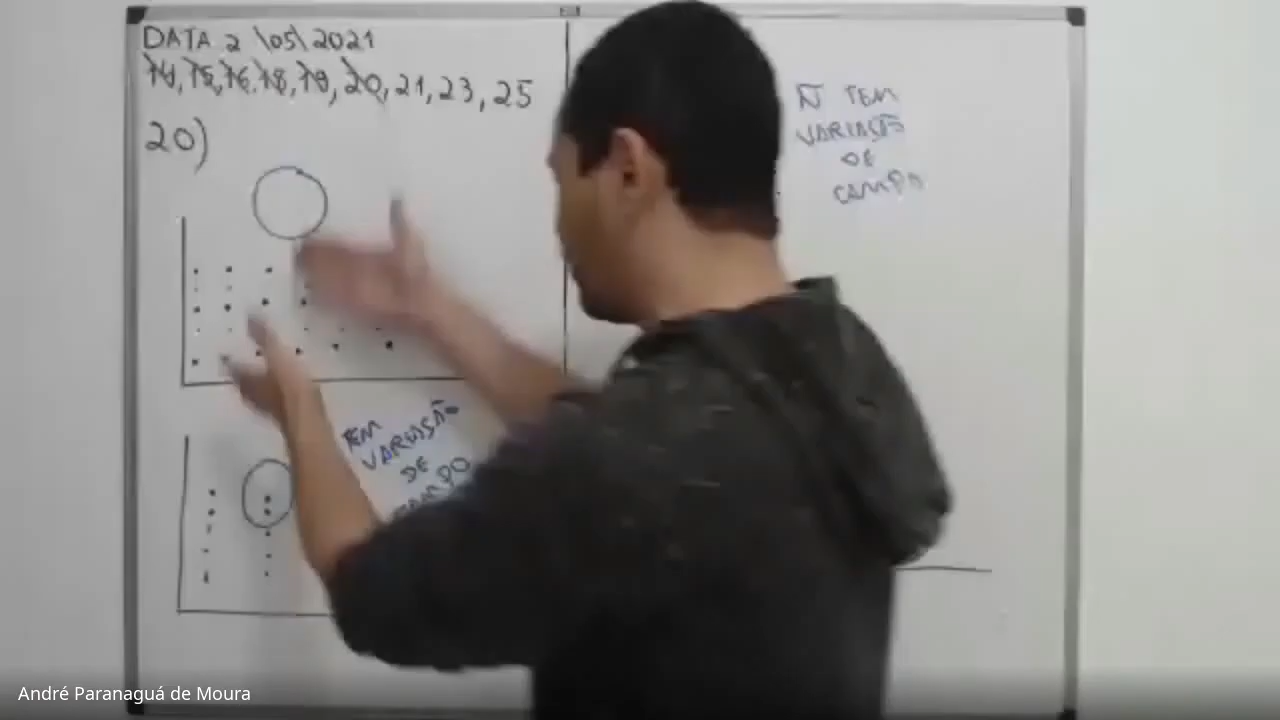 DATA 2 \05\2021
14, 15, 16, 18, 19, 20, 21, 23, 25
20)
TEM
VARIAÇÃO
DE
CAMPO
Ñ TEM
VARIAÇÃO
DE
CAMPO
André Paranaguá de Moura